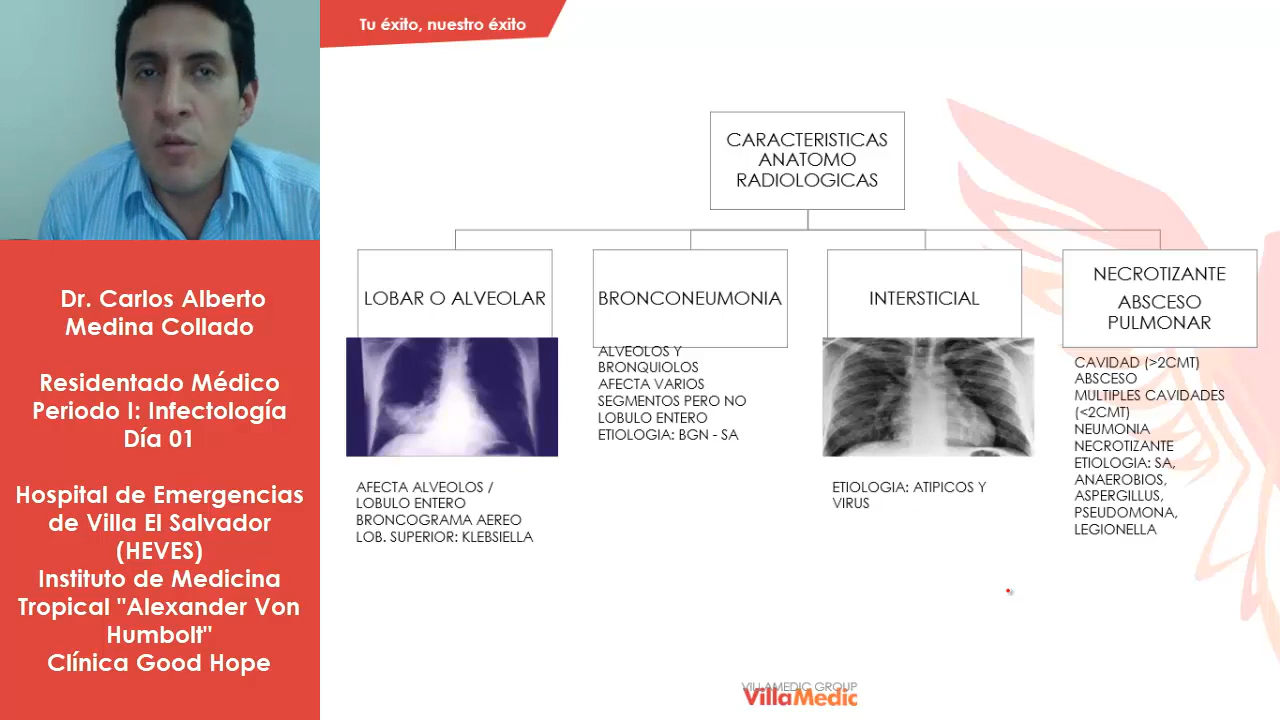 Tu éxito, nuestro éxito
Dr. Carlos Alberto
Medina Collado
Residentado Médico
Periodo I: Infectología
Día 01
Hospital de Emergencias
de Villa El Salvador
(HEVES)
Instituto de Medicina
Tropical "Alexander Von
Humbolt"
Clínica Good Hope
CARACTERISTICAS
ANATOMO
RADIOLOGICAS
LOBAR O ALVEOLAR
AFECTA ALVEOLOS /
LOBULO ENTERO
BRONCOGRAMA AEREO
LOB. SUPERIOR: KLEBSIELLA
BRONCONEUMONIA
ALVEOLOS Y
BRONQUIOLOS
AFECTA VARIOS
SEGMENTOS PERO NO
LOBULO ENTERO
ETIOLOGIA: BGN - SA
INTERSTICIAL
ETIOLOGIA: ATIPICOS Y
VIRUS
NECROTIZANTE
ABSCESO
PULMONAR
CAVIDAD (>2CMT)
ABSCESO
MULTIPLES CAVIDADES
(<2CMT)
NEUMONIA
NECROTIZANTE
ETIOLOGIA: SA,
ANAEROBIOS,
ASPERGILLUS,
PSEUDOMONA,
LEGIONELLA
VILLAMEDIC GROUP
VillaMedic